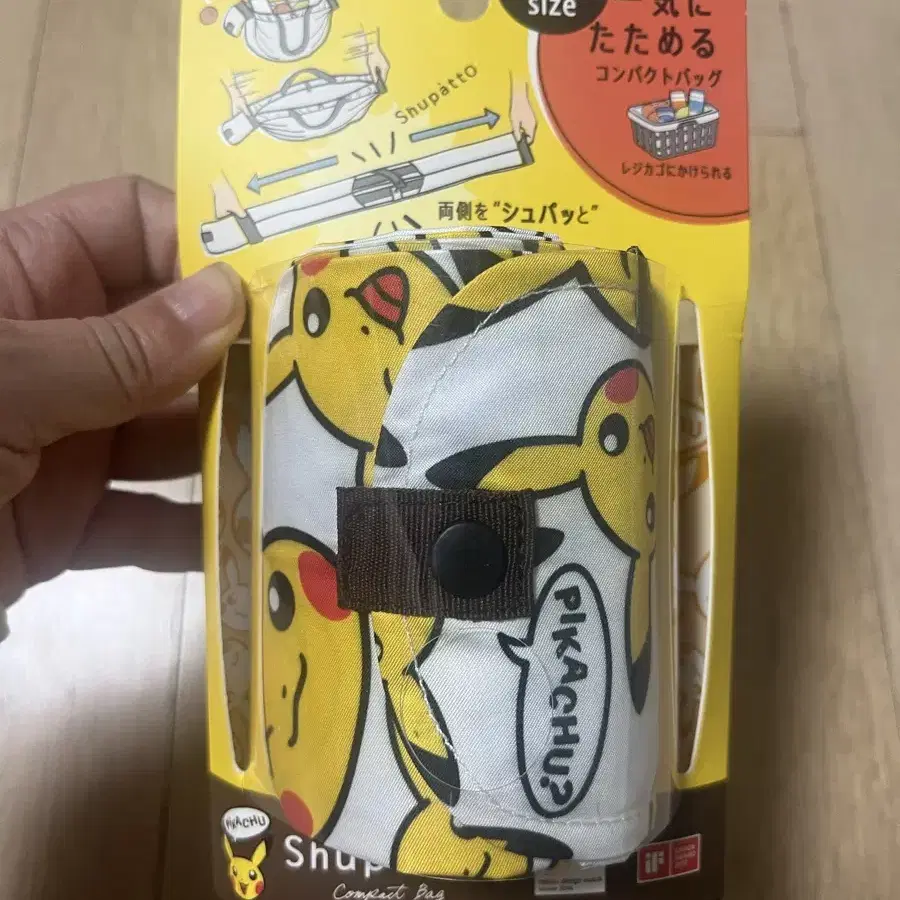 size
気に
たためる
コンパクトバッグ
Shupatto
レジカゴにかけられる
両側を"シュパッと"
PIKACHU?
PIKACHU
Shup
Compact Bag
iF